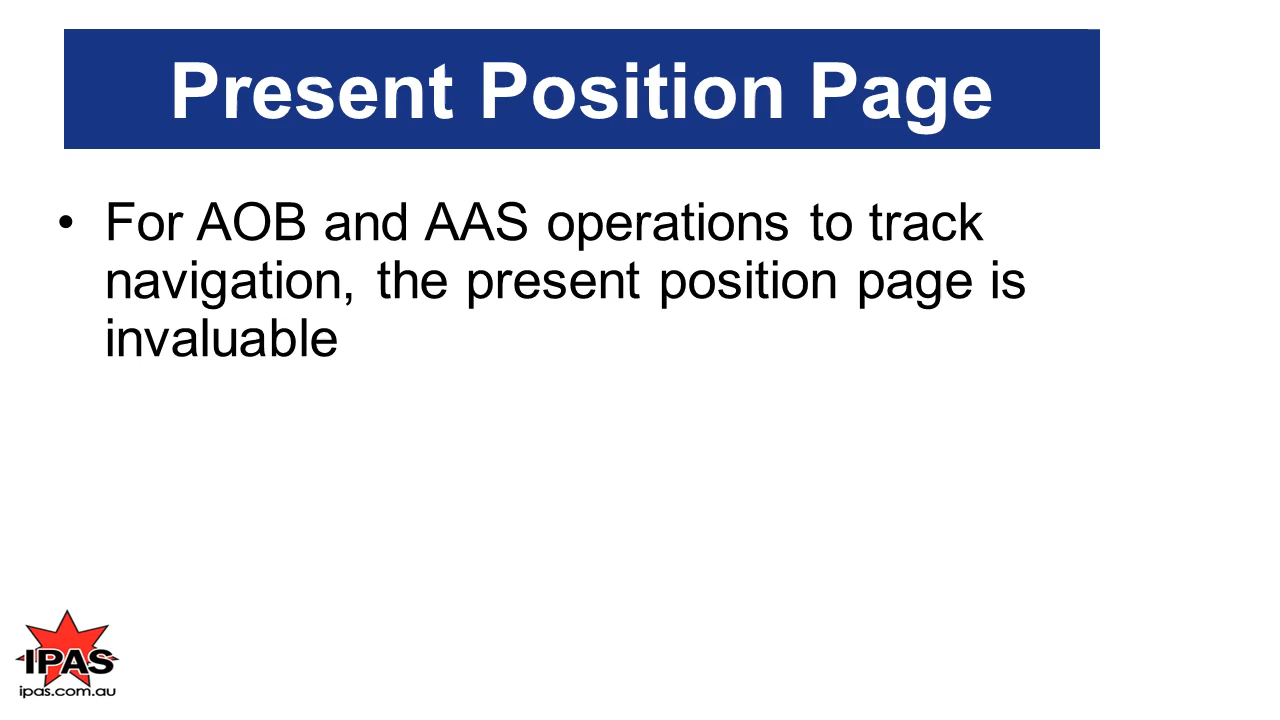 Present Position Page
• For AOB and AAS operations to track
navigation, the present position page is
invaluable
IPAS
ipas.com.au